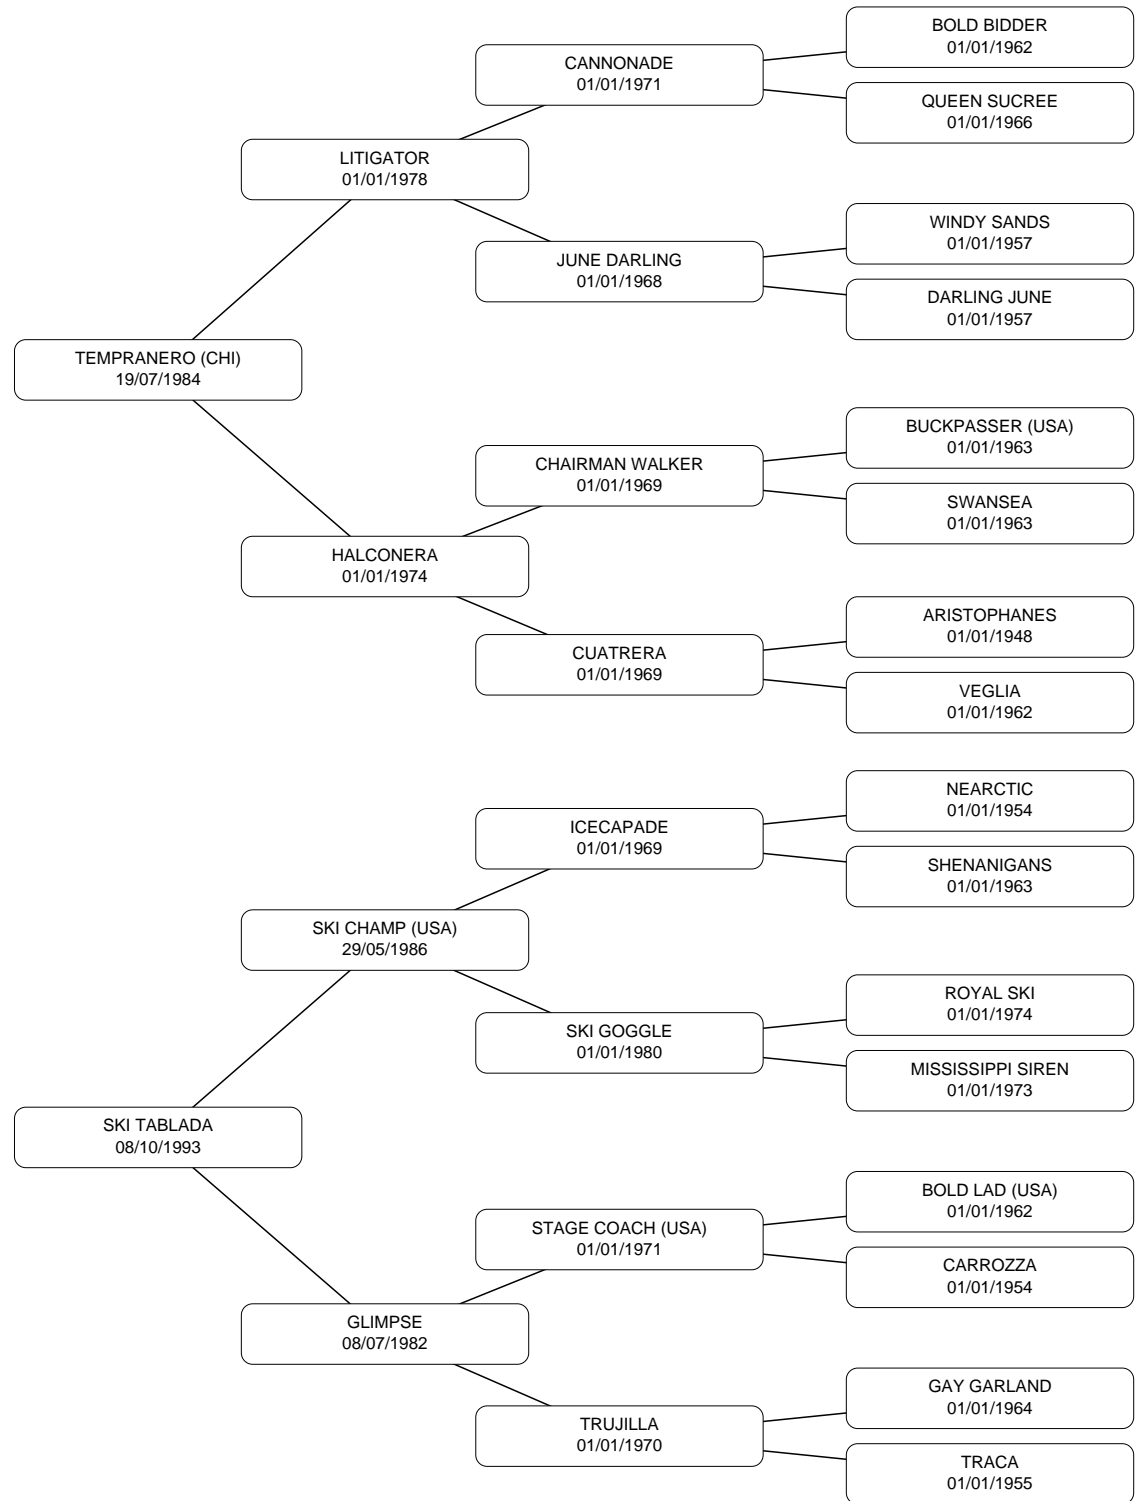 BOLD BIDDER
01/01/1962
CANNONADE
01/01/1971
QUEEN SUCREE
01/01/1966
LITIGATOR
01/01/1978
WINDY SANDS
01/01/1957
JUNE DARLING
01/01/1968
DARLING JUNE
01/01/1957
TEMPRANERO (CHI)
19/07/1984
BUCKPASSER (USA)
01/01/1963
CHAIRMAN WALKER
01/01/1969
SWANSEA
01/01/1963
HALCONERA
01/01/1974
ARISTOPHANES
01/01/1948
CUATRERA
01/01/1969
VEGLIA
01/01/1962
NEARCTIC
01/01/1954
ICECAPADE
01/01/1969
SHENANIGANS
01/01/1963
SKI CHAMP (USA)
29/05/1986
ROYAL SKI
01/01/1974
SKI GOGGLE
01/01/1980
MISSISSIPPI SIREN
01/01/1973
SKI TABLADA
08/10/1993
BOLD LAD (USA)
01/01/1962
STAGE COACH (USA)
01/01/1971
CARROZZA
01/01/1954
GLIMPSE
08/07/1982
GAY GARLAND
01/01/1964
TRUJILLA
01/01/1970
TRACA
01/01/1955